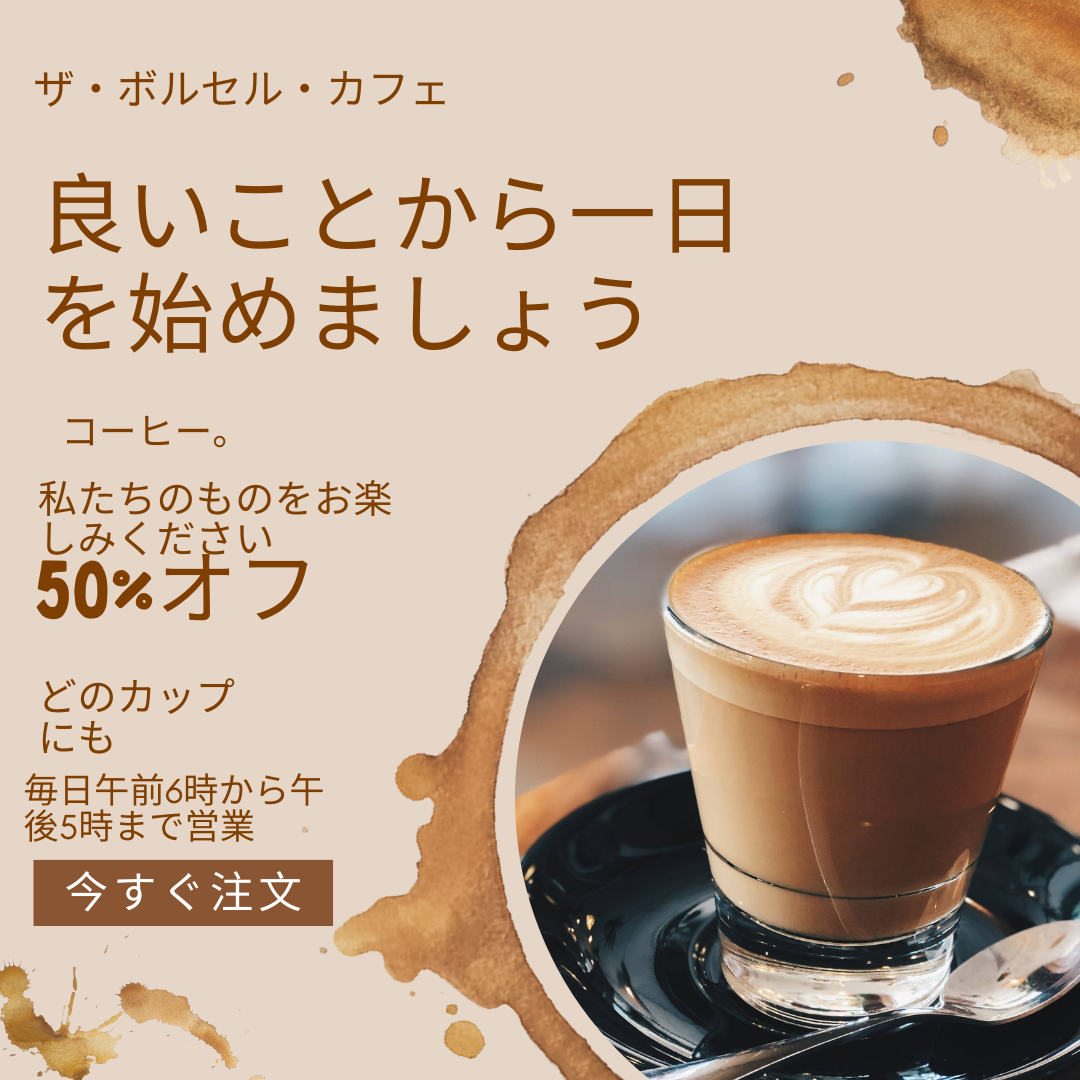 ザ・ボルセル・カフェ
良いことから一日
を始めましょう
コーヒー。
私たちのものをお楽
しみください
50%オフ
どのカップ
にも
毎日午前6時から午
後5時まで営業
今すぐ注文